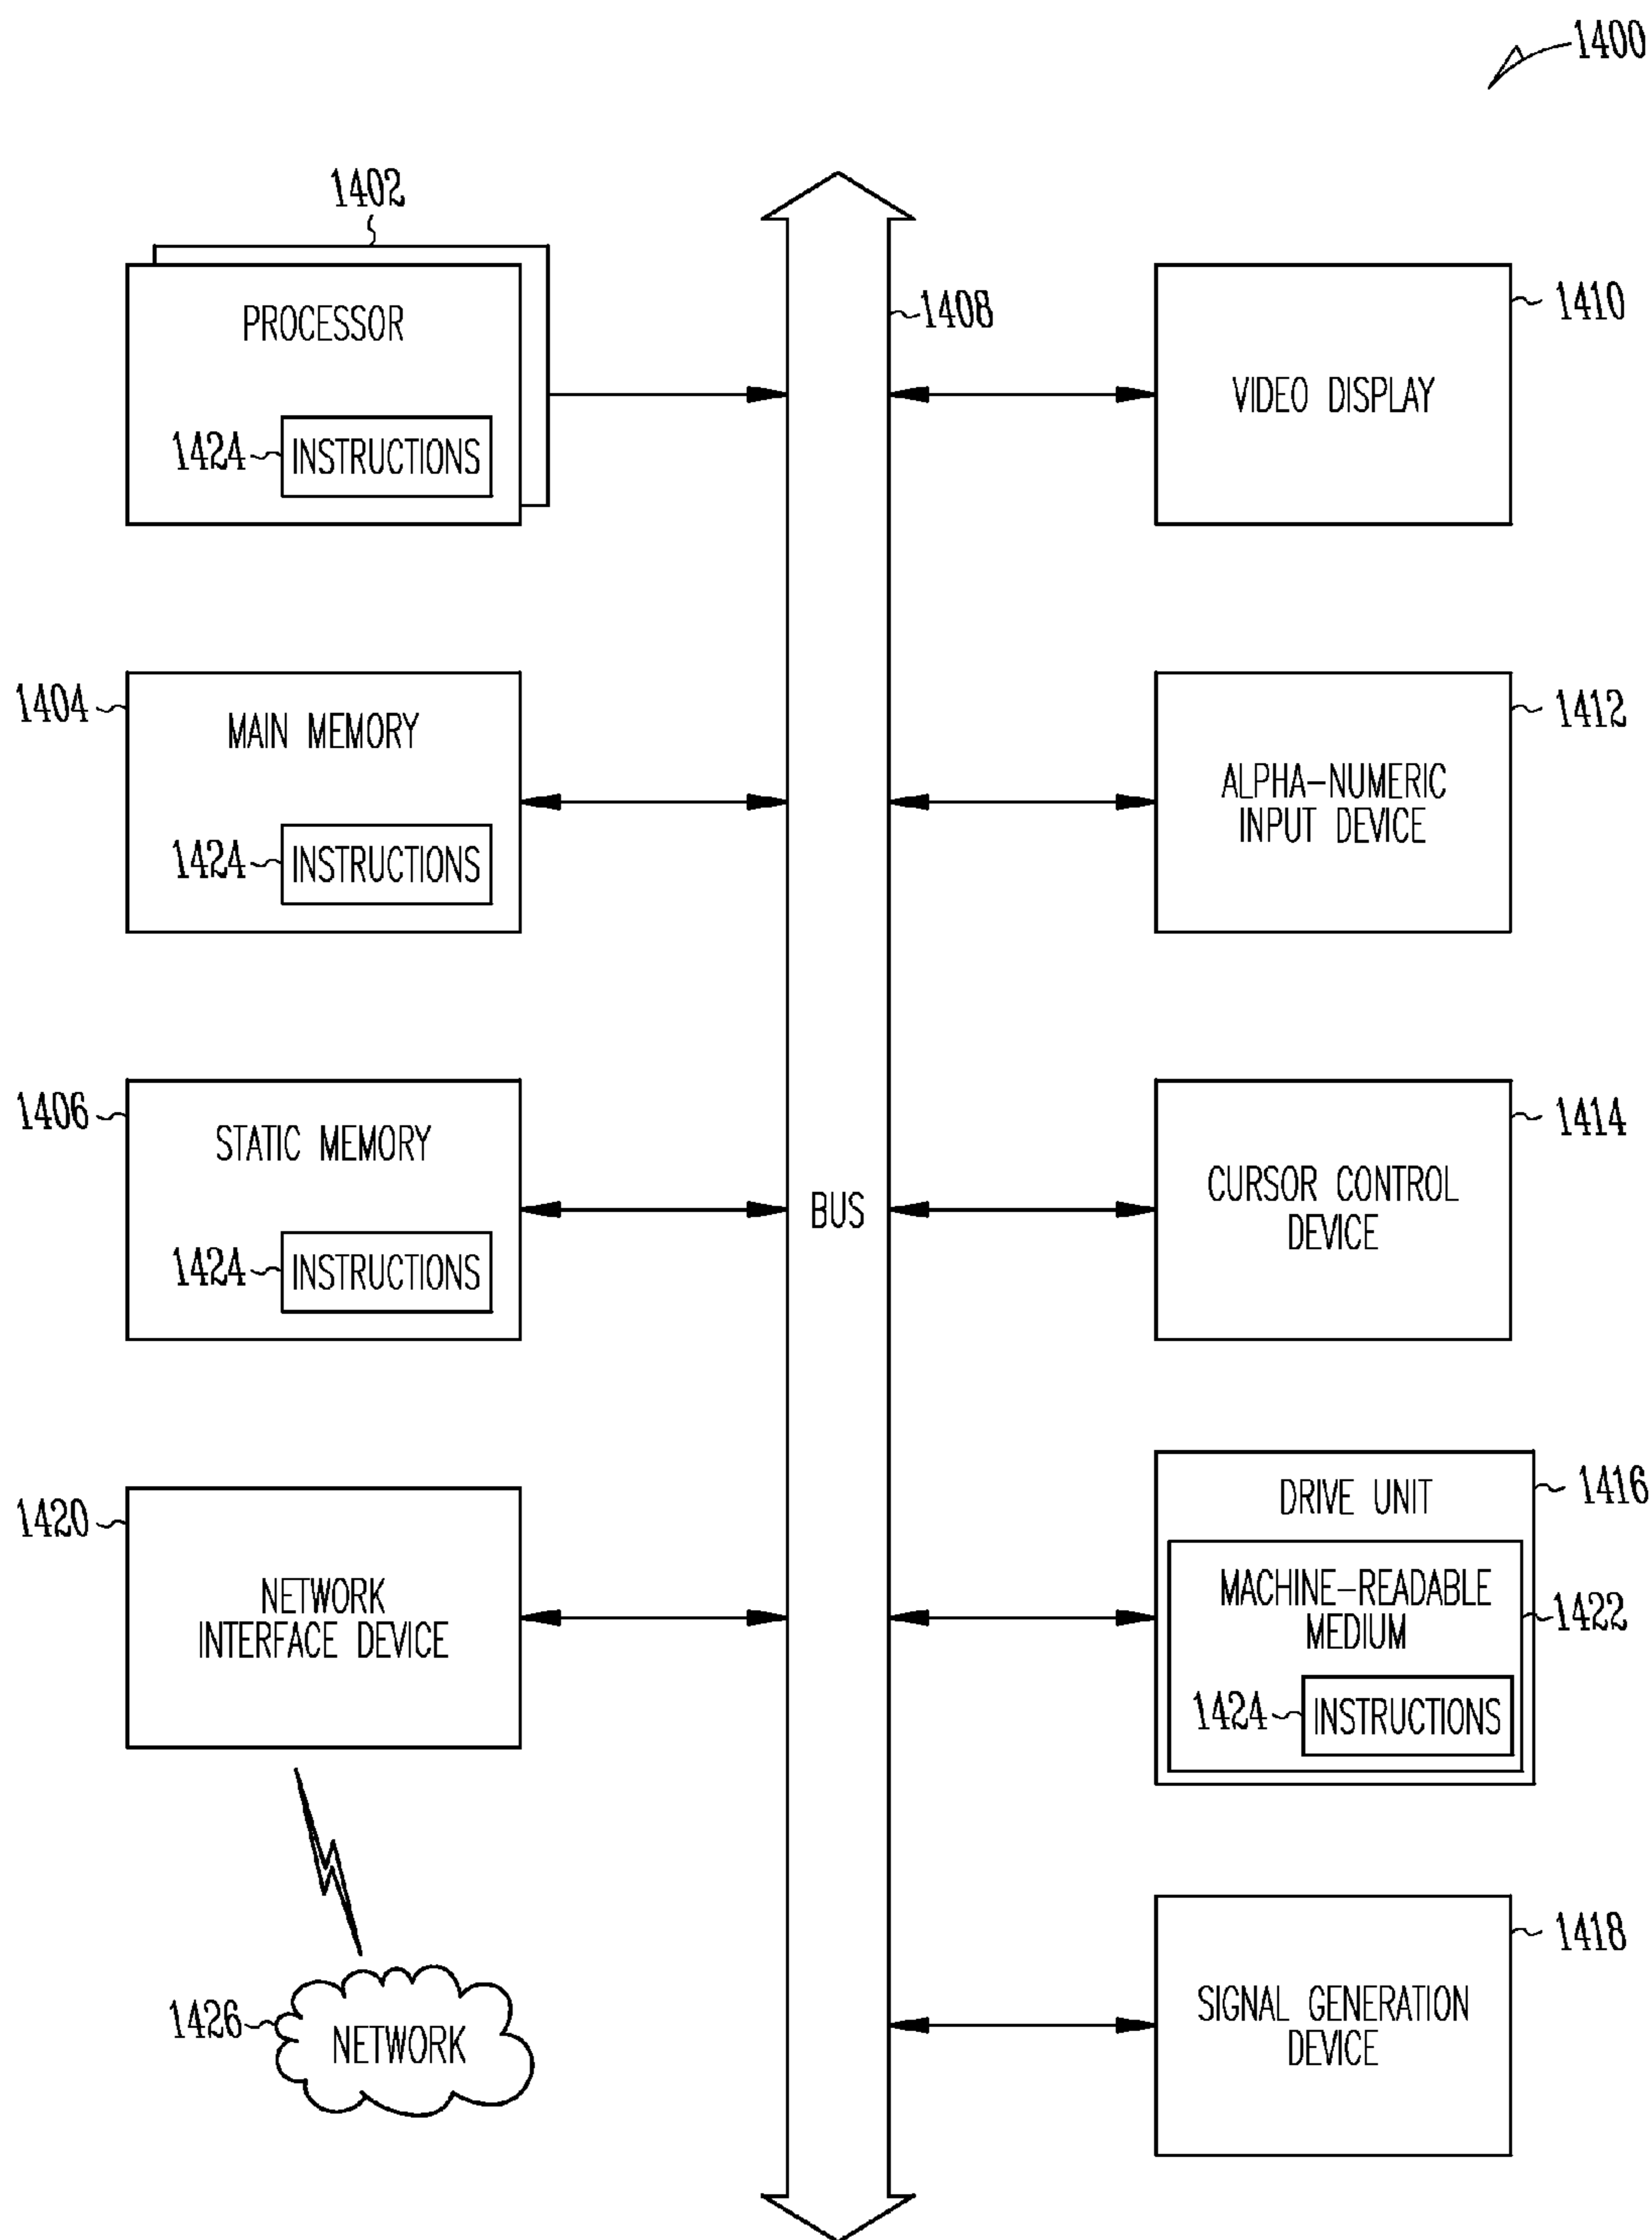 1400
1402
PROCESSOR
1424
INSTRUCTIONS
1404
MAIN MEMORY
1424
INSTRUCTIONS
1406
STATIC MEMORY
1424
INSTRUCTIONS
1420
NETWORK
INTERFACE DEVICE
1426
NETWORK
1408
BUS
1410
VIDEO DISPLAY
1412
ALPHA-NUMERIC
INPUT DEVICE
1414
CURSOR CONTROL
DEVICE
1416
DRIVE UNIT
MACHINE-READABLE
MEDIUM
1422
1424
INSTRUCTIONS
1418
SIGNAL GENERATION
DEVICE